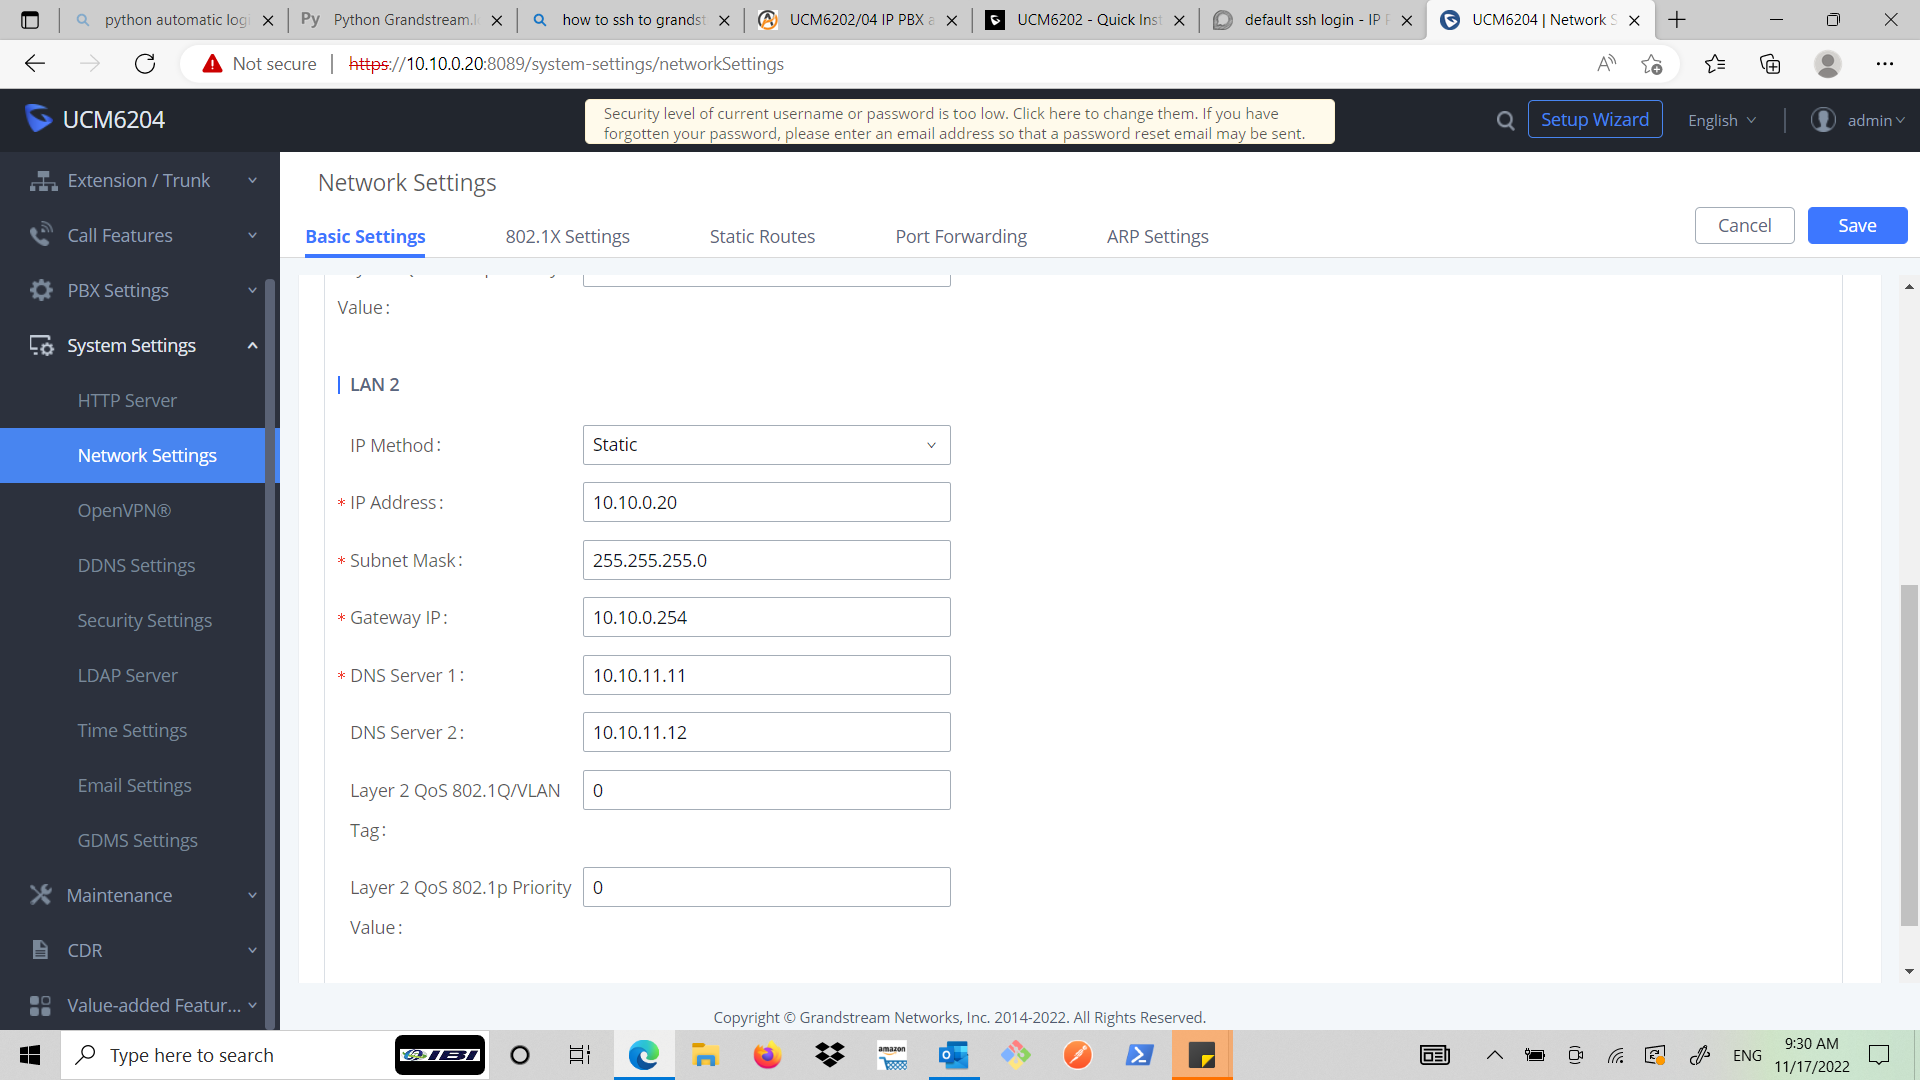 python automatic logi
Python Grandstream.I
how to ssh to grandst
UCM6202/04 IP PBX a
UCM6202 - Quick Inst
default ssh login - IP P
UCM6204 | Network S
Not secure
https://10.10.0.20:8089/system-settings/networkSettings
UCM6204
Security level of current username or password is too low. Click here to change them. If you have
forgotten your password, please enter an email address so that a password reset email may be sent.
Setup Wizard
English
admin
Extension / Trunk
Call Features
PBX Settings
System Settings
HTTP Server
Network Settings
OpenVPN®
DDNS Settings
Security Settings
LDAP Server
Time Settings
Email Settings
GDMS Settings
Maintenance
CDR
Value-added Featur...
Network Settings
Basic Settings
802.1X Settings
Static Routes
Port Forwarding
ARP Settings
Cancel
Save
Value :
LAN 2
IP Method : Static
* IP Address : 10.10.0.20
* Subnet Mask : 255.255.255.0
* Gateway IP : 10.10.0.254
* DNS Server 1 : 10.10.11.11
DNS Server 2 : 10.10.11.12
Layer 2 QoS 802.1Q/VLAN 0
Tag :
Layer 2 QoS 802.1p Priority 0
Value :
Copyright © Grandstream Networks, Inc. 2014-2022. All Rights Reserved.
Type here to search
IBI
amazon
ENG
9:30 AM
11/17/2022